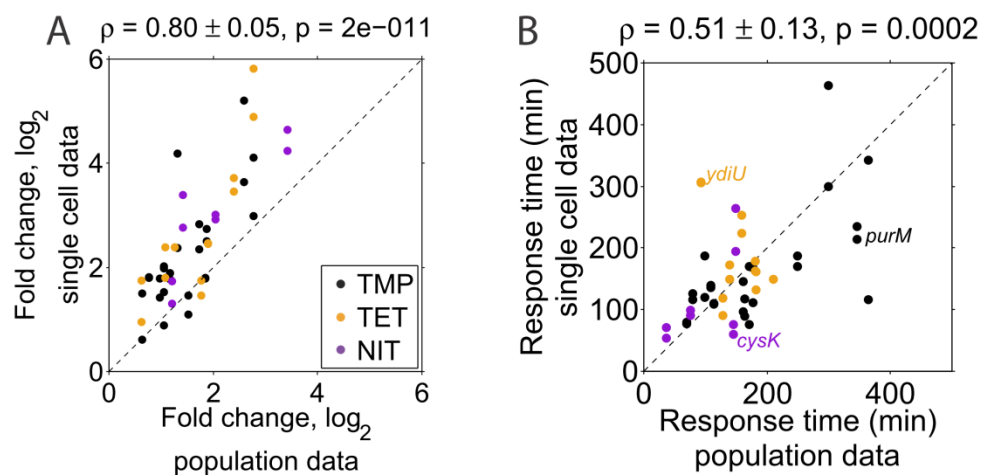 A
ρ = 0.80 ± 0.05, p = 2e-011
Fold change, log2
single cell data
6
4
2
0
0
2
4
6
TMP
TET
NIT
Fold change, log2
population data
B
ρ = 0.51 ± 0.13, p = 0.0002
Response time (min)
single cell data
500
400
300
200
100
0
0
200
400
ydiU
purM
cysK
Response time (min)
population data